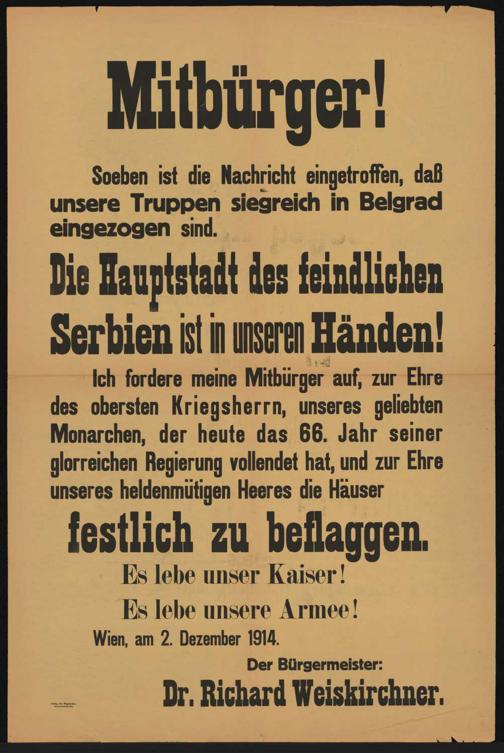 Mitbürger!
Soeben ist die Nachricht eingetroffen, daß
unsere Truppen siegreich in Belgrad
eingezogen sind.
Die Hauptstadt des feindlichen
Serbien ist in unseren Händen!
Ich fordere meine Mitbürger auf, zur Ehre
des obersten Kriegsherrn, unseres geliebten
Monarchen, der heute das 66. Jahr seiner
glorreichen Regierung vollendet hat, und zur Ehre
unseres heldenmütigen Heeres die Häuser
festlich zu beflaggen.
Es lebe unser Kaiser!
Es lebe unsere Armee!
Wien, am 2. Dezember 1914.
Der Bürgermeister:
Dr. Richard Weiskirchner.